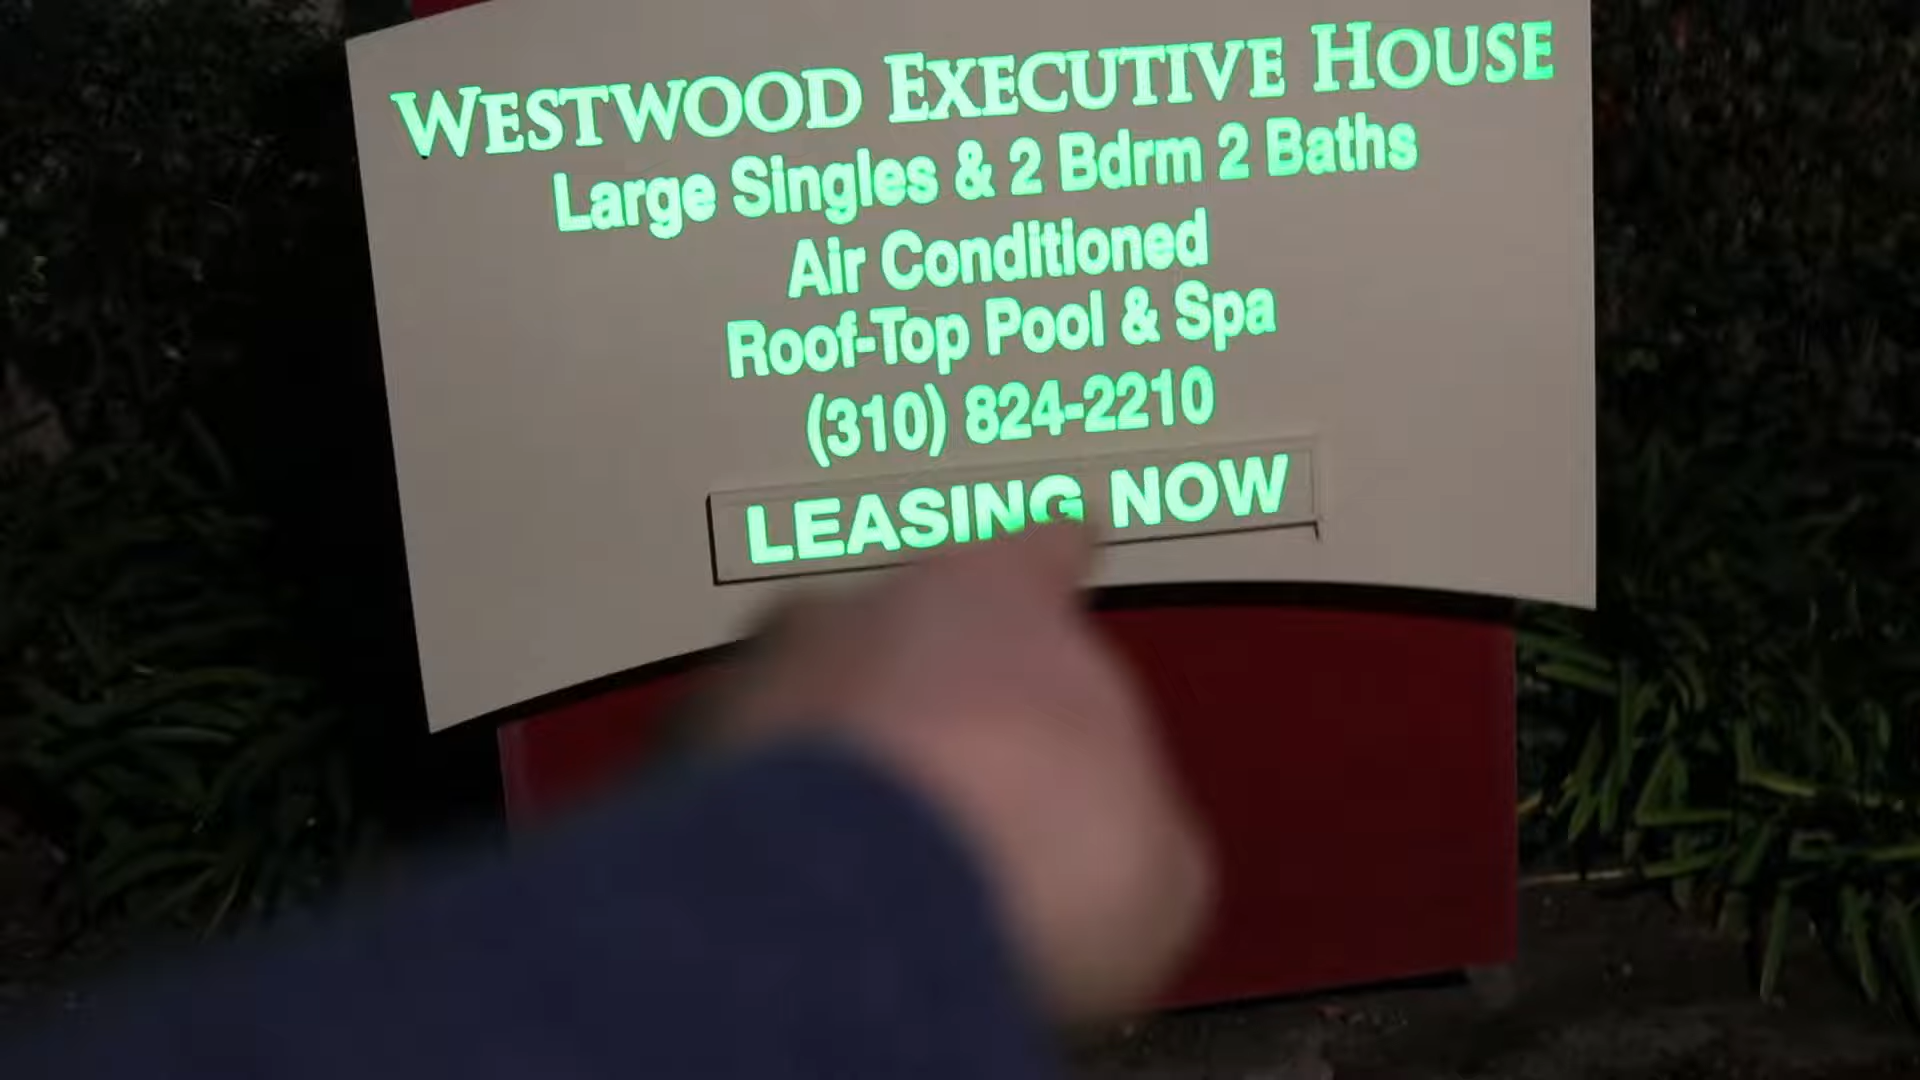 WESTWOOD EXECUTIVE HOUSE
Large Singles & 2 Bdrm 2 Baths
Air Conditioned
Roof-Top Pool & Spa
(310) 824-2210
LEASING NOW